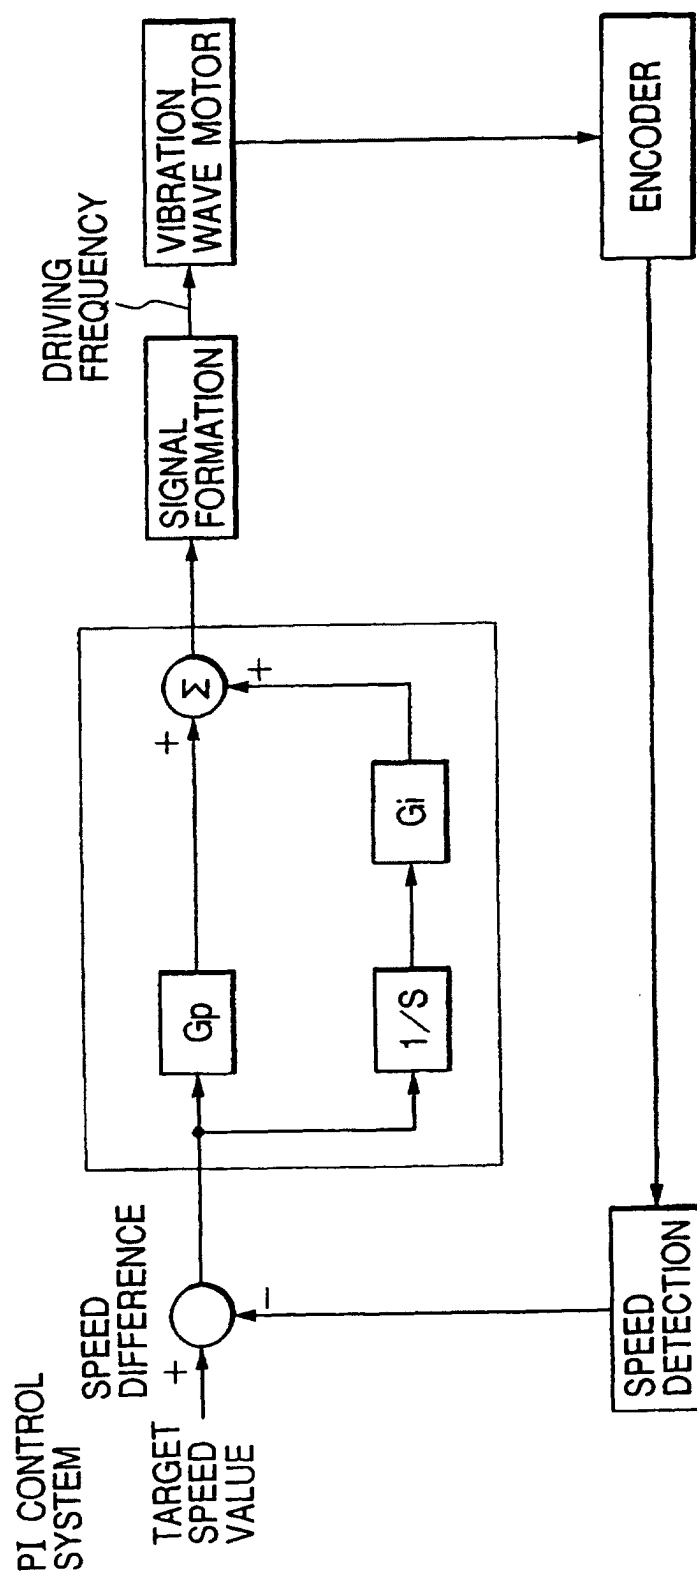 PI CONTROL
SYSTEM
TARGET
SPEED
VALUE
+
SPEED
DIFFERENCE
−
Gp
1/S
Gi
+
+
Σ
SIGNAL
FORMATION
DRIVING
FREQUENCY
VIBRATION
WAVE MOTOR
ENCODER
SPEED
DETECTION